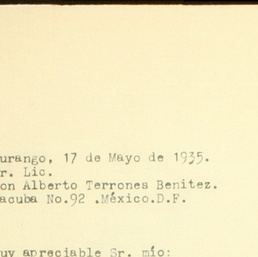 urango, 17 de Mayo de 1935.
r. Lic.
on Alberto Terrones Benitez.
acuba No.92 .México.D.F.
uy apreciable Sr. mío: